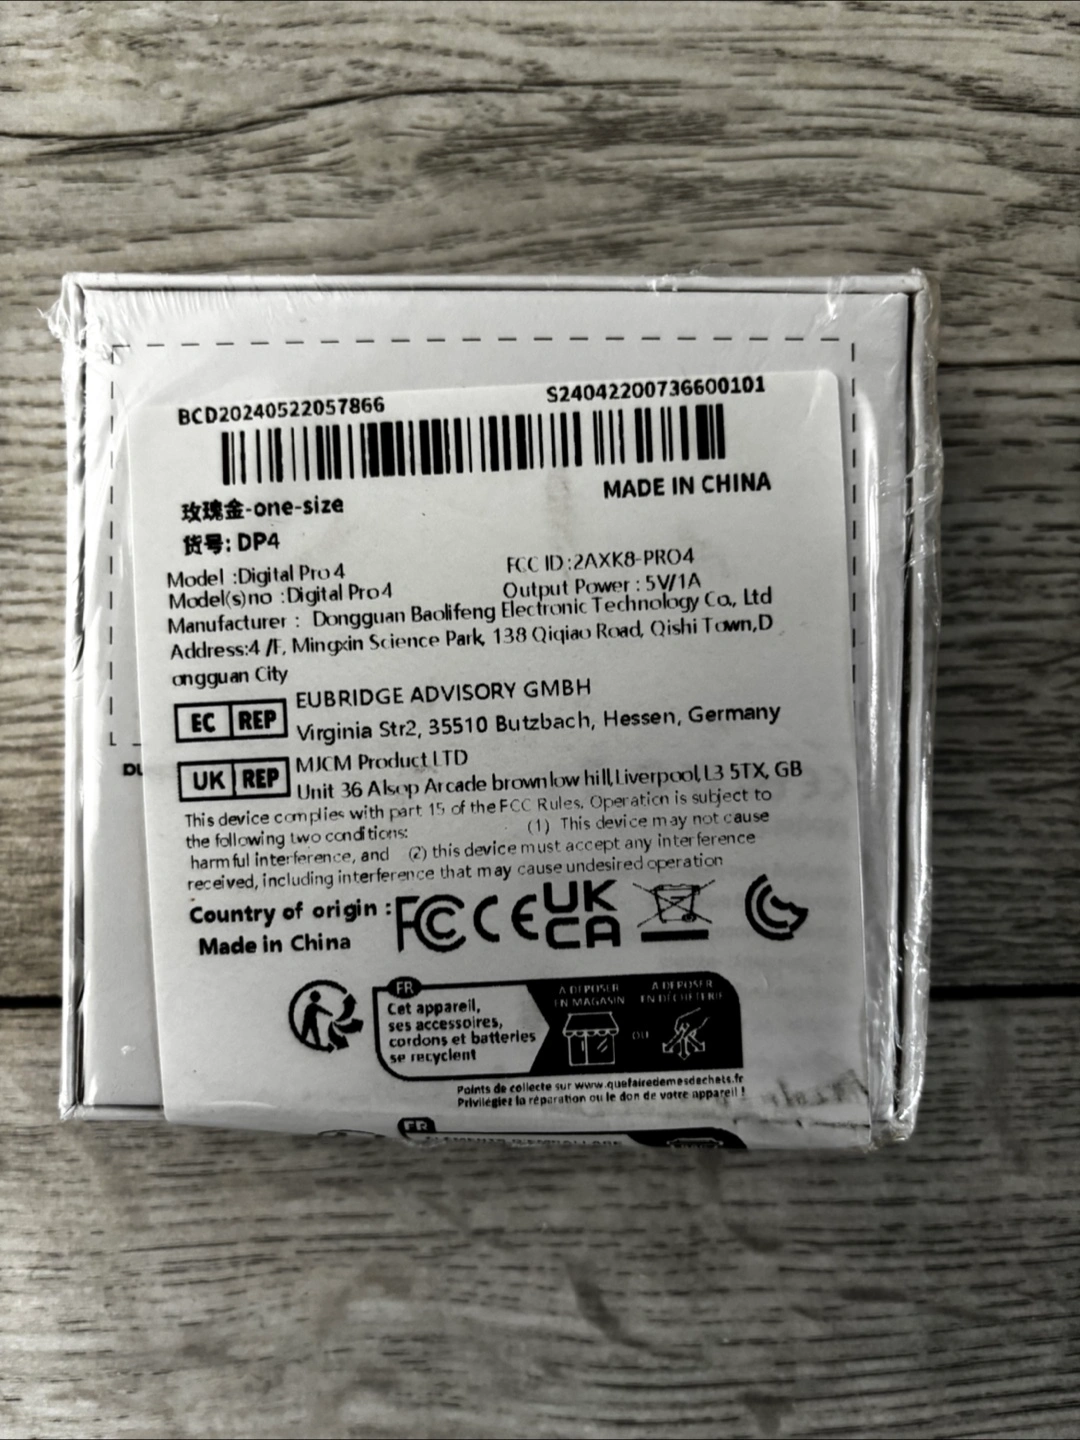 BCD20240522057866 S24042200736600101
玫瑰金-one-size MADE IN CHINA
货号: DP4
Model :Digital Pro4 FCC ID :2AXK8-PRO4
Model(s)no :Digital Pro4 Output Power : 5V/1A
Manufacturer : Dongguan Baolifeng Electronic Technology Co., Ltd
Address:4 /F, Mingxin Science Park, 138 Qiqiao Road, Qishi Town,D
ongguan City
EC REP EUBRIDGE ADVISORY GMBH
Virginia Str2, 35510 Butzbach, Hessen, Germany
UK REP MJCM Product LTD
Unit 36 Alsop Arcade brownlow hill,Liverpool,L3 5TX, GB
This device complies with part 15 of the FCC Rules. Operation is subject to
the following two conditions: (1) This device may not cause
harmful interference, and (2) this device must accept any interference
received, including interference that may cause undesired operation
Country of origin :
Made in China
FC CE UK
CA
FR
Cet appareil,
ses accessoires,
cordons et batteries
se recyclent
À DÉPOSER
EN MAGASIN
OU
À DÉPOSER
EN DÉCHÈTERIE
Points de collecte sur www.quefairedemesdechets.fr
Privilégiez la réparation ou le don de votre appareil !
FR